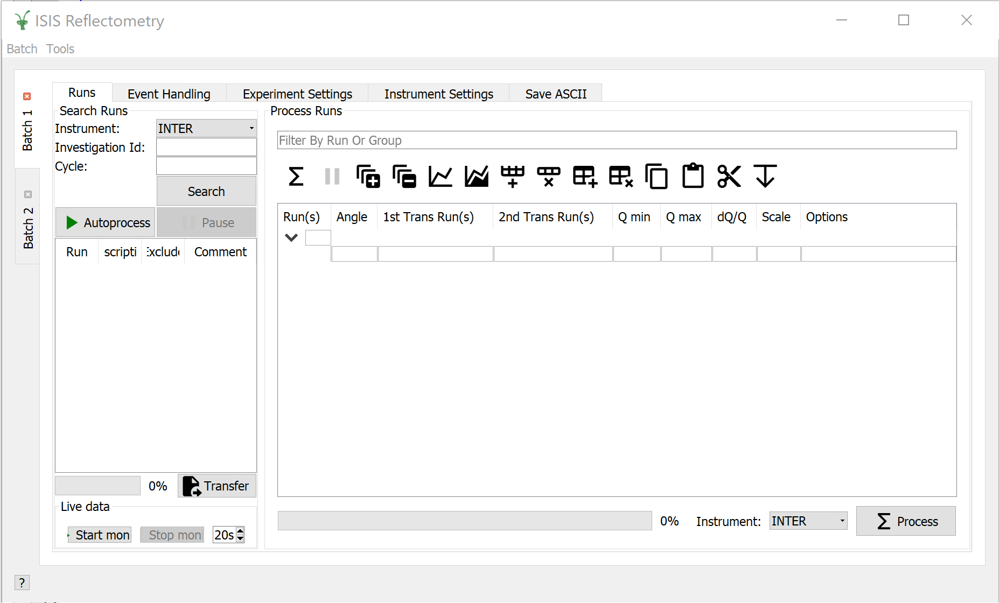 ISIS Reflectometry
Batch Tools
Batch 1
Batch 2
Runs Event Handling Experiment Settings Instrument Settings Save ASCII
Search Runs
Instrument: INTER
Investigation Id:
Cycle:
Search
Autoprocess Pause
Run scripti Exclude Comment
0% Transfer
Live data
Start mon Stop moni 20s
Process Runs
Filter By Run Or Group
Run(s) Angle 1st Trans Run(s) 2nd Trans Run(s) Q min Q max dQ/Q Scale Options
0% Instrument: INTER Process
?